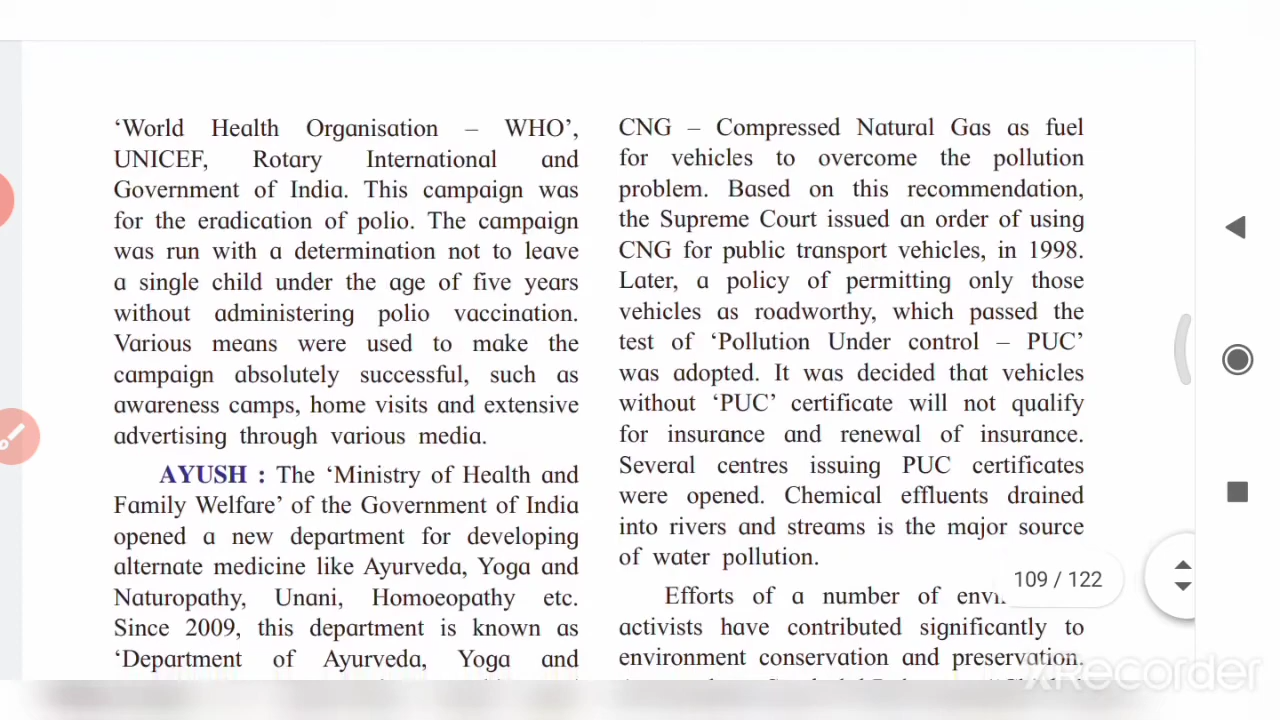 ‘World Health Organisation – WHO’,
UNICEF, Rotary International and
Government of India. This campaign was
for the eradication of polio. The campaign
was run with a determination not to leave
a single child under the age of five years
without administering polio vaccination.
Various means were used to make the
campaign absolutely successful, such as
awareness camps, home visits and extensive
advertising through various media.
AYUSH : The ‘Ministry of Health and
Family Welfare’ of the Government of India
opened a new department for developing
alternate medicine like Ayurveda, Yoga and
Naturopathy, Unani, Homoeopathy etc.
Since 2009, this department is known as
‘Department of Ayurveda, Yoga and
CNG – Compressed Natural Gas as fuel
for vehicles to overcome the pollution
problem. Based on this recommendation,
the Supreme Court issued an order of using
CNG for public transport vehicles, in 1998.
Later, a policy of permitting only those
vehicles as roadworthy, which passed the
test of ‘Pollution Under control – PUC’
was adopted. It was decided that vehicles
without ‘PUC’ certificate will not qualify
for insurance and renewal of insurance.
Several centres issuing PUC certificates
were opened. Chemical effluents drained
into rivers and streams is the major source
of water pollution.
Efforts of a number of
activists have contributed significantly to
environment conservation and preservation.
109 / 122
XRecorder